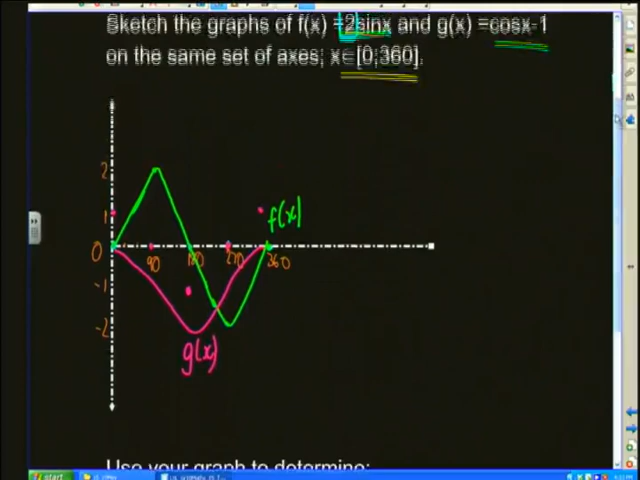 Sketch the graphs of f(x) =2sinx and g(x) =cosx-1
on the same set of axes; x∈[0;360].
2
1
f(x)
0
90
180
270
360
-1
-2
g(x)
Use your graph to determine:
start